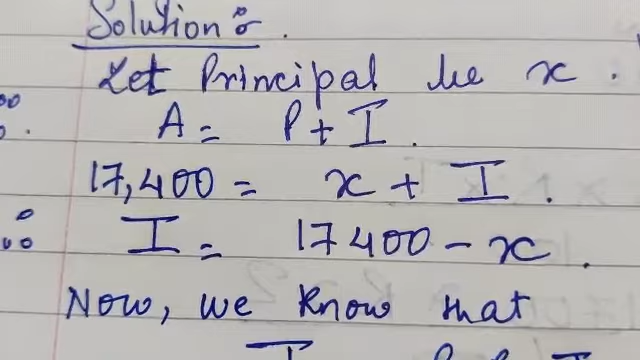 Solution :- .
Let Principal be x .
A = P + I .
17,400 = x + I .
I = 17400 - x .
Now, we know that
I